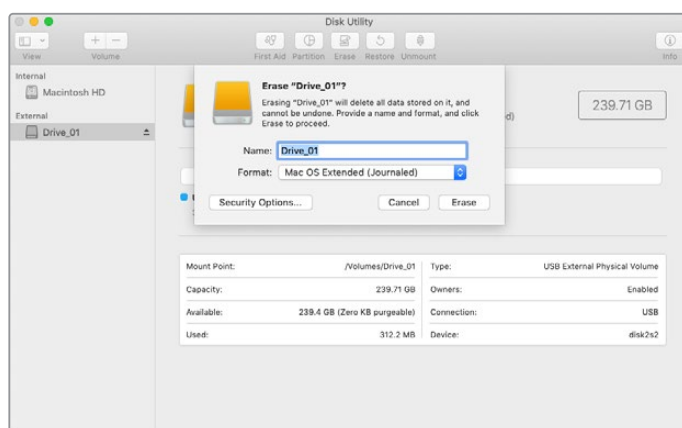 Disk Utility
View
Volume
First Aid
Partition
Erase
Restore
Unmount
Info
Internal
Macintosh HD
External
Drive_01
Erase “Drive_01”?
Erasing “Drive_01” will delete all data stored on it, and
cannot be undone. Provide a name and format, and click
Erase to proceed.
Name: Drive_01
Format: Mac OS Extended (Journaled)
Security Options...
Cancel
Erase
d)
239.71 GB
Mount Point: /Volumes/Drive_01
Type: USB External Physical Volume
Capacity: 239.71 GB
Owners: Enabled
Available: 239.4 GB (Zero KB purgeable)
Connection: USB
Used: 312.2 MB
Device: disk2s2